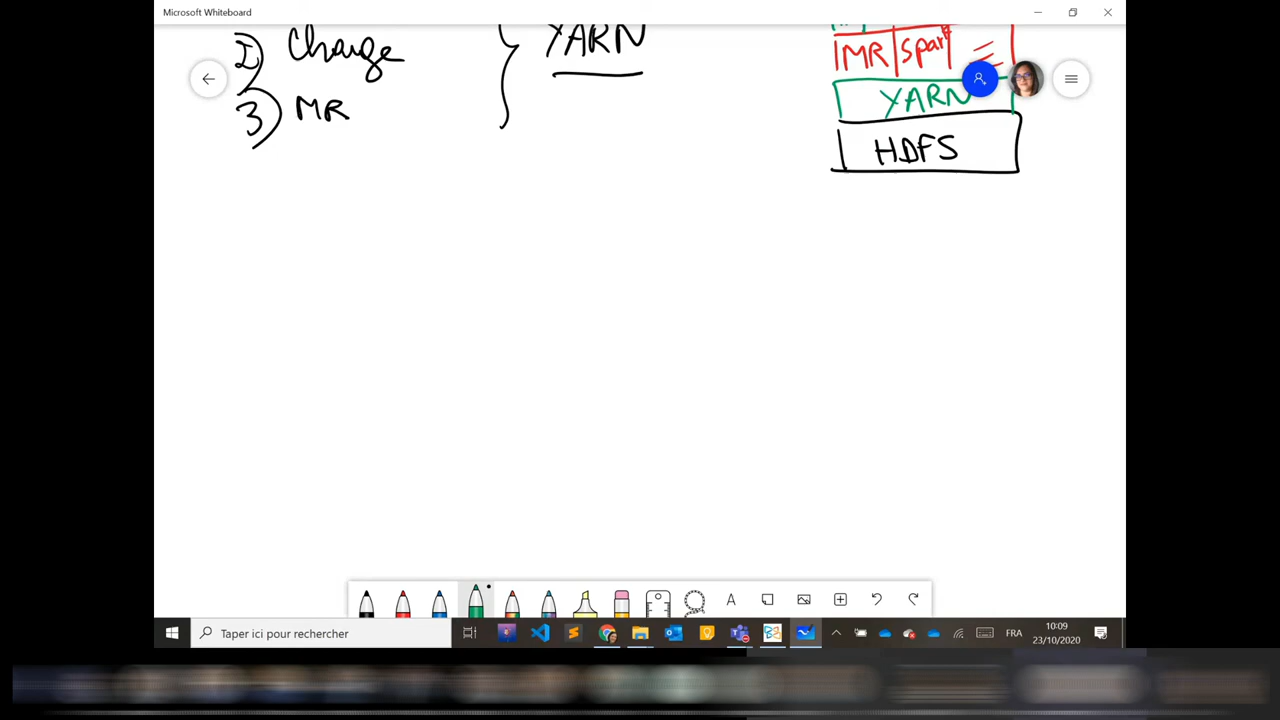 Microsoft Whiteboard
2) Charge
3) MR
YARN
MR Spark
YARN
HDFS
A
Taper ici pour rechercher
FRA
10:09
23/10/2020